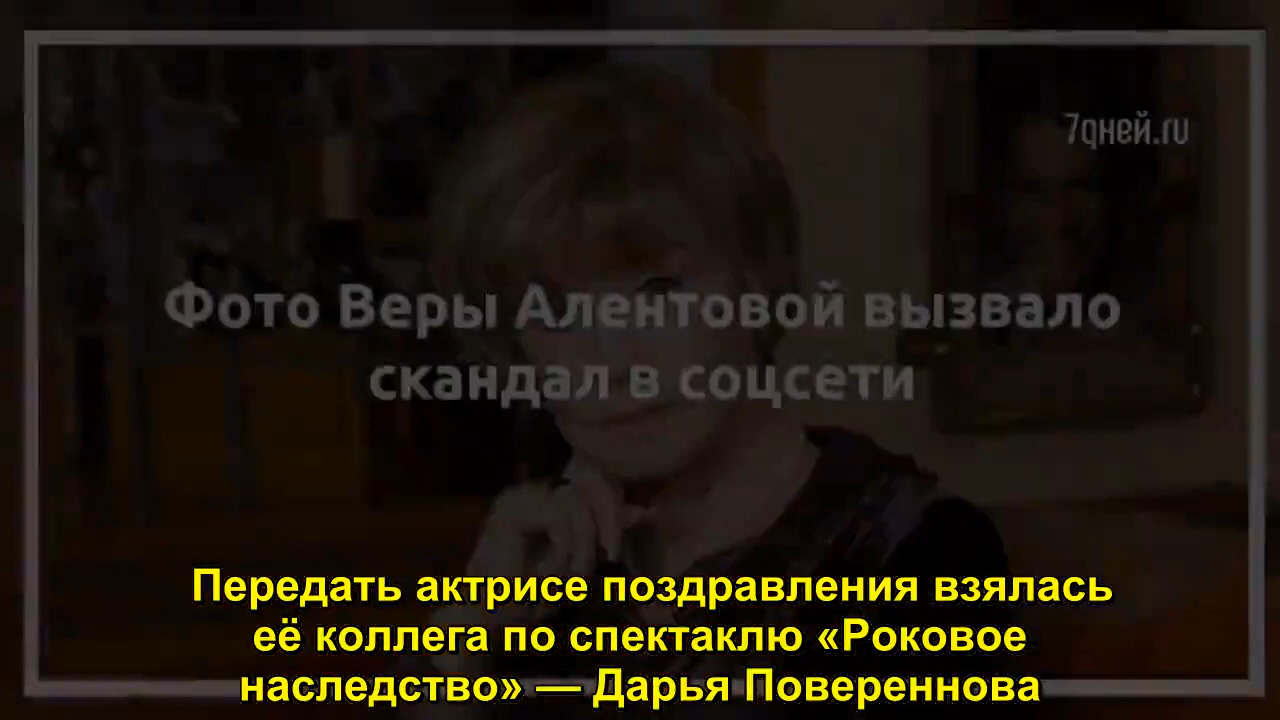 7дней.ru
Фото Веры Алентовой вызвало
скандал в соцсети
Передать актрисе поздравления взялась
её коллега по спектаклю «Роковое
наследство» — Дарья Повереннова